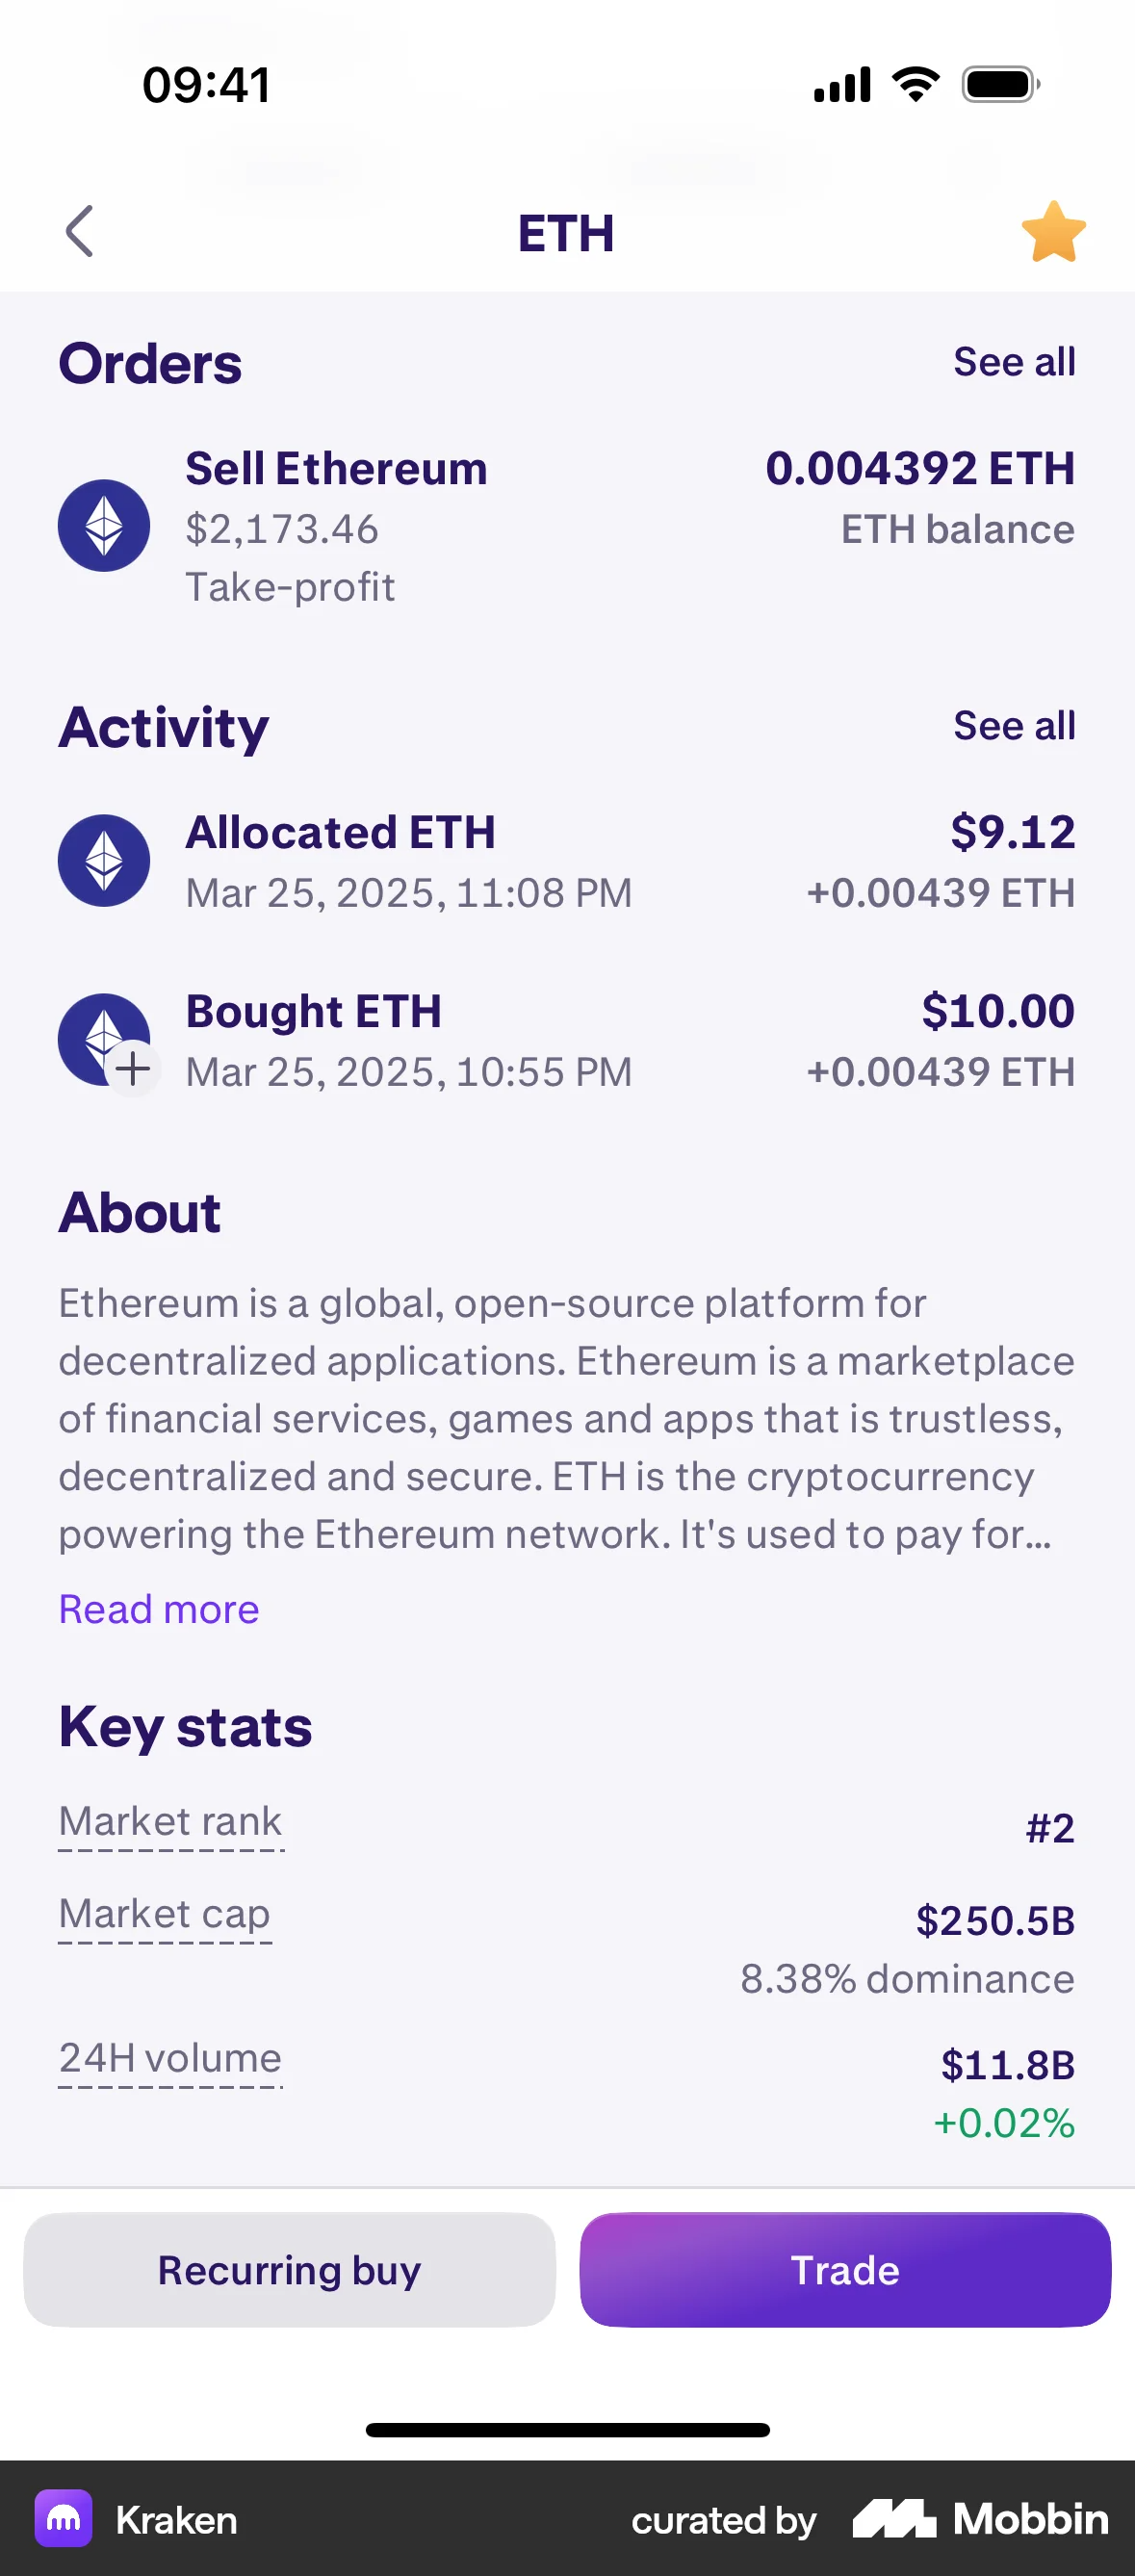 09:41
ETH
Orders
See all
Sell Ethereum
0.004392 ETH
$2,173.46
ETH balance
Take-profit
Activity
See all
Allocated ETH
$9.12
Mar 25, 2025, 11:08 PM
+0.00439 ETH
Bought ETH
$10.00
Mar 25, 2025, 10:55 PM
+0.00439 ETH
About
Ethereum is a global, open-source platform for
decentralized applications. Ethereum is a marketplace
of financial services, games and apps that is trustless,
decentralized and secure. ETH is the cryptocurrency
powering the Ethereum network. It's used to pay for...
Read more
Key stats
Market rank
#2
Market cap
$250.5B
8.38% dominance
24H volume
$11.8B
+0.02%
Recurring buy
Trade
Kraken
curated by
Mobbin